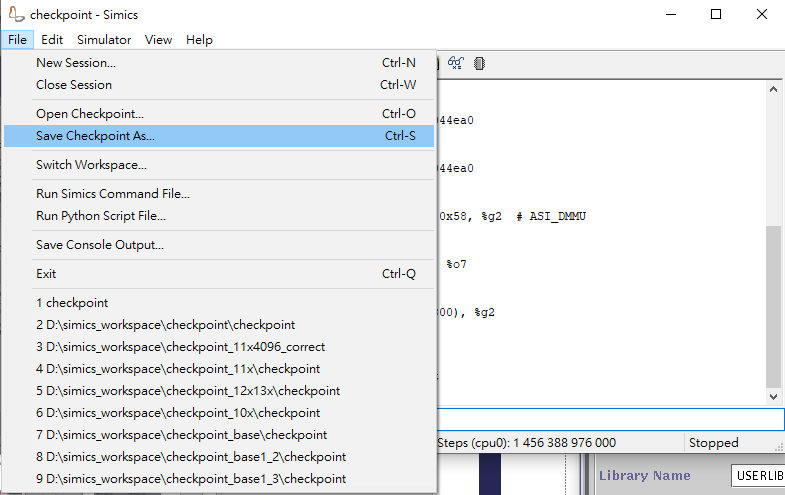 checkpoint - Simics
File Edit Simulator View Help
New Session... Ctrl-N
Close Session Ctrl-W
Open Checkpoint... Ctrl-O
Save Checkpoint As... Ctrl-S
Switch Workspace...
Run Simics Command File...
Run Python Script File...
Save Console Output...
Exit Ctrl-Q
1 checkpoint
2 D:\simics_workspace\checkpoint\checkpoint
3 D:\simics_workspace\checkpoint_11x4096_correct
4 D:\simics_workspace\checkpoint_11x\checkpoint
5 D:\simics_workspace\checkpoint_12x13x\checkpoint
6 D:\simics_workspace\checkpoint_10x\checkpoint
7 D:\simics_workspace\checkpoint_base\checkpoint
8 D:\simics_workspace\checkpoint_base1_2\checkpoint
9 D:\simics_workspace\checkpoint_base1_3\checkpoint
44ea0
44ea0
0x58, %g2 # ASI_DMMU
, %o7
00), %g2
Steps (cpu0): 1 456 388 976 000 Stopped
Library Name USERLIB